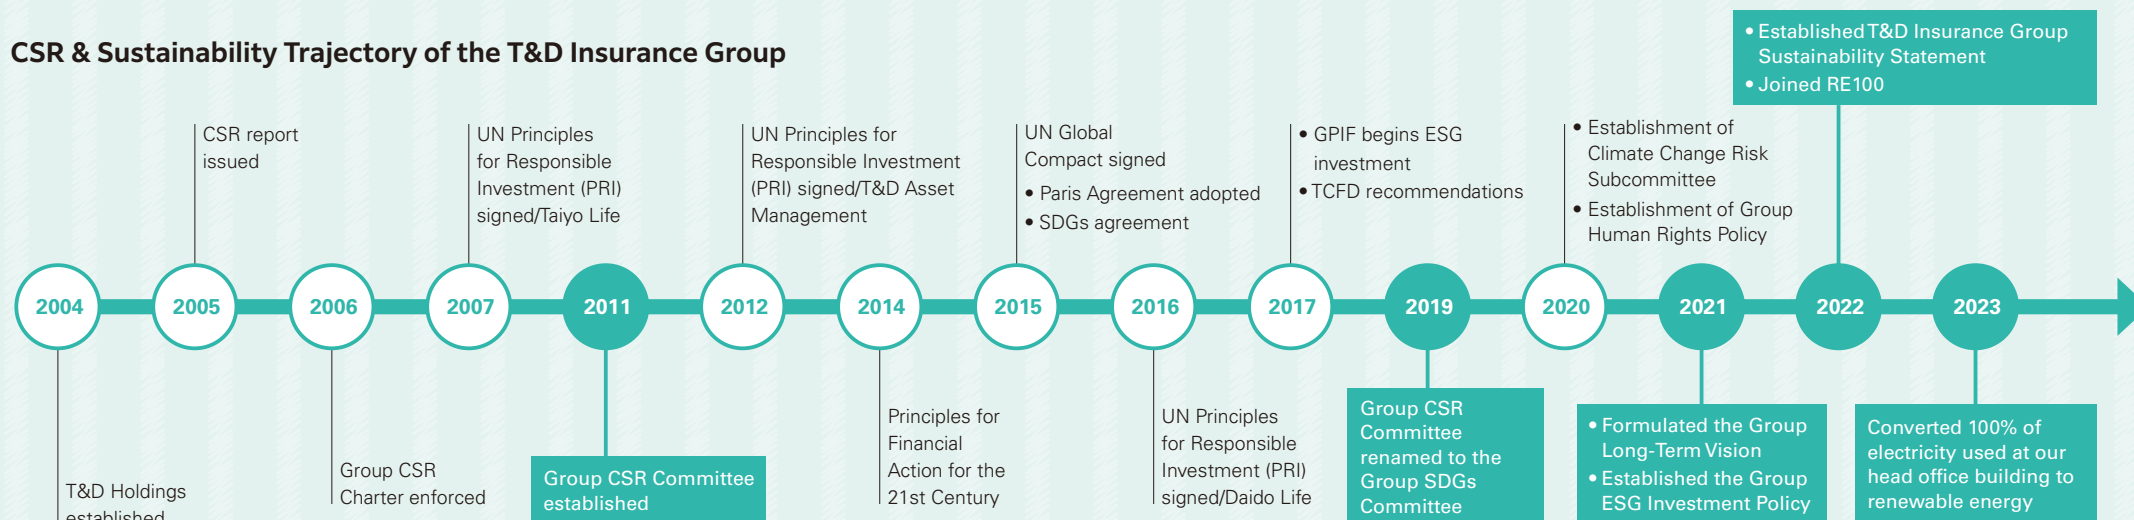 CSR & Sustainability Trajectory of the T&D Insurance Group
• Established T&D Insurance Group
Sustainability Statement
• Joined RE100
CSR report
issued
UN Principles
for Responsible
Investment (PRI)
signed/Taiyo Life
UN Principles for
Responsible Investment
(PRI) signed/T&D Asset
Management
UN Global
Compact signed
• Paris Agreement adopted
• SDGs agreement
• GPIF begins ESG
investment
• TCFD recommendations
• Establishment of
Climate Change Risk
Subcommittee
• Establishment of Group
Human Rights Policy
2004
2005
2006
2007
2011
2012
2014
2015
2016
2017
2019
2020
2021
2022
2023
T&D Holdings
established
Group CSR
Charter enforced
Group CSR Committee
established
Principles for
Financial
Action for the
21st Century
UN Principles
for Responsible
Investment (PRI)
signed/Daido Life
Group CSR
Committee
renamed to the
Group SDGs
Committee
• Formulated the Group
Long-Term Vision
• Established the Group
ESG Investment Policy
Converted 100% of
electricity used at our
head office building to
renewable energy